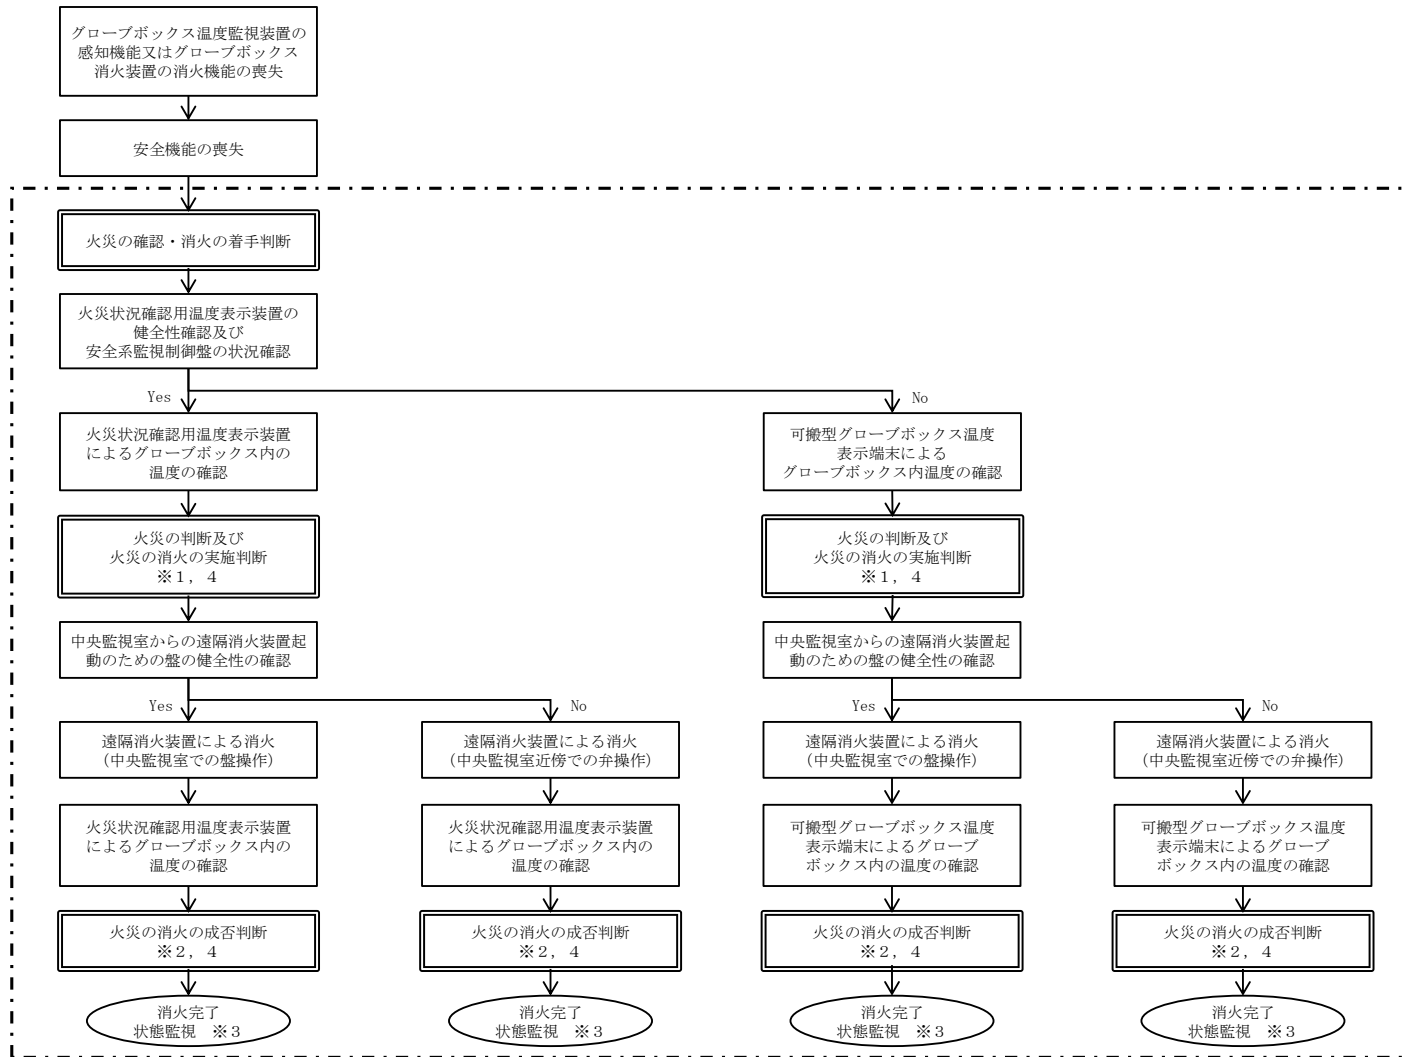 グローブボックス温度監視装置の
感知機能又はグローブボックス
消火装置の消火機能の喪失
安全機能の喪失
火災の確認・消火の着手判断
火災状況確認用温度表示装置の
健全性確認及び
安全系監視制御盤の状況確認
Yes
No
火災状況確認用温度表示装置
によるグローブボックス内の
温度の確認
可搬型グローブボックス温度
表示端末による
グローブボックス内温度の確認
火災の判断及び
火災の消火の実施判断
※1, 4
火災の判断及び
火災の消火の実施判断
※1, 4
中央監視室からの遠隔消火装置起
動のための盤の健全性の確認
中央監視室からの遠隔消火装置起
動のための盤の健全性の確認
Yes
No
Yes
No
遠隔消火装置による消火
(中央監視室での盤操作)
遠隔消火装置による消火
(中央監視室近傍での弁操作)
遠隔消火装置による消火
(中央監視室での盤操作)
遠隔消火装置による消火
(中央監視室近傍での弁操作)
火災状況確認用温度表示装置
によるグローブボックス内の
温度の確認
火災状況確認用温度表示装置
によるグローブボックス内の
温度の確認
可搬型グローブボックス温度
表示端末によるグローブ
ボックス内の温度の確認
可搬型グローブボックス温度
表示端末によるグローブ
ボックス内の温度の確認
火災の消火の成否判断
※2, 4
火災の消火の成否判断
※2, 4
火災の消火の成否判断
※2, 4
火災の消火の成否判断
※2, 4
消火完了
状態監視　※3
消火完了
状態監視　※3
消火完了
状態監視　※3
消火完了
状態監視　※3